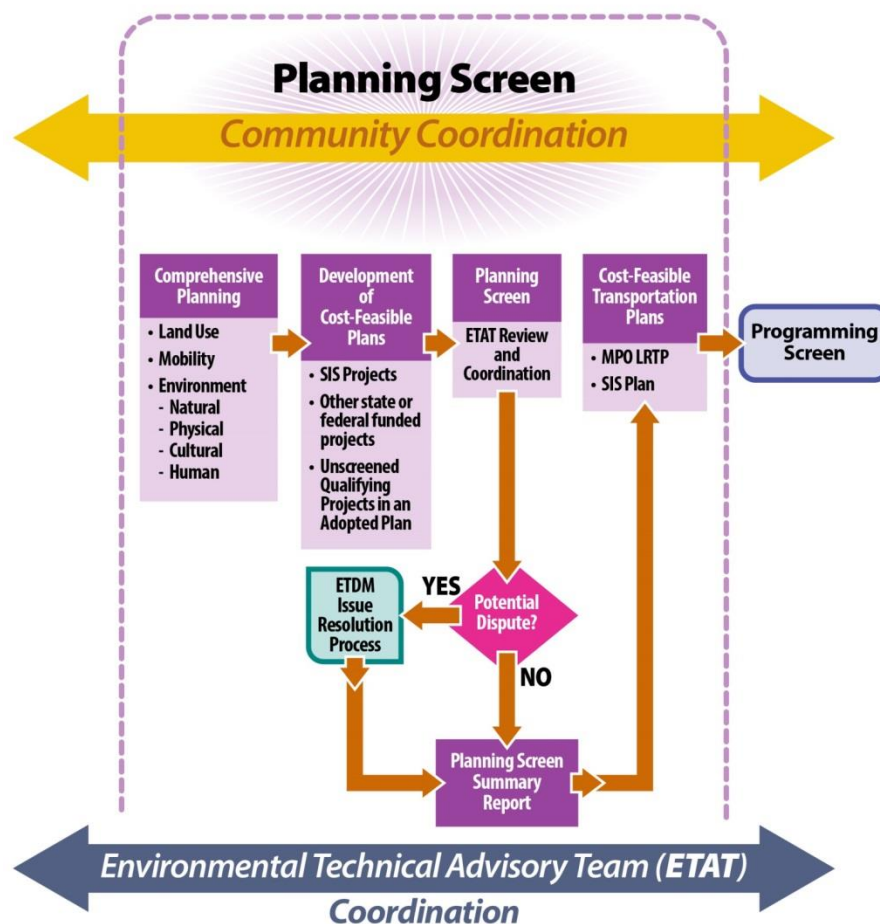 Planning Screen
Community Coordination
Comprehensive
Planning
• Land Use
• Mobility
• Environment
- Natural
- Physical
- Cultural
- Human
Development
of
Cost-Feasible
Plans
• SIS Projects
• Other state or
federal funded
projects
• Unscreened
Qualifying
Projects in an
Adopted Plan
Planning
Screen
ETAT Review
and
Coordination
Cost-Feasible
Transportation
Plans
• MPO LRTP
• SIS Plan
Programming
Screen
Potential
Dispute?
YES
ETDM
Issue
Resolution
Process
NO
Planning Screen
Summary
Report
Environmental Technical Advisory Team (ETAT)
Coordination